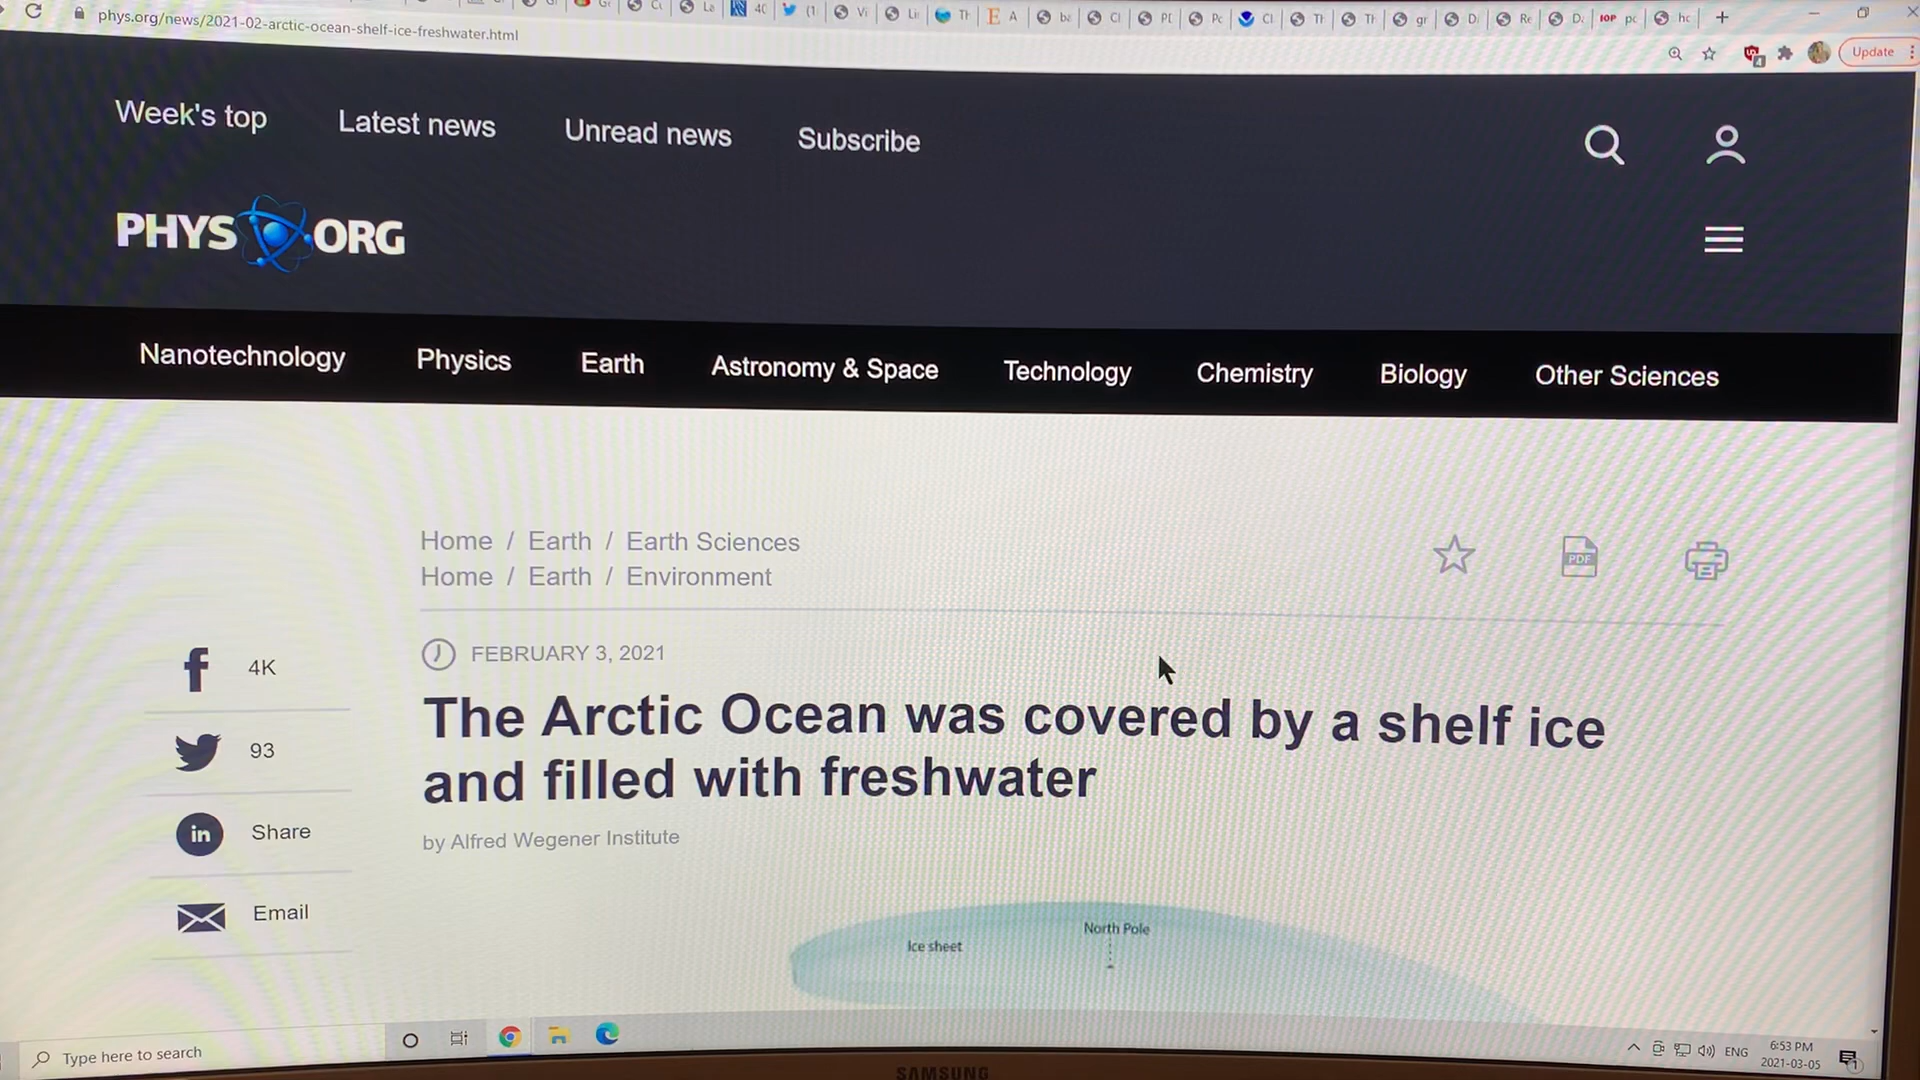 phys.org/news/2021-02-arctic-ocean-shelf-ice-freshwater.html
Update
Week's top
Latest news
Unread news
Subscribe
PHYS ORG
Nanotechnology
Physics
Earth
Astronomy & Space
Technology
Chemistry
Biology
Other Sciences
Home / Earth / Earth Sciences
Home / Earth / Environment
PDF
FEBRUARY 3, 2021
The Arctic Ocean was covered by a shelf ice
and filled with freshwater
by Alfred Wegener Institute
4K
93
in Share
Email
Ice sheet
North Pole
Type here to search
ENG
6:53 PM
2021-03-05
SAMSUNG